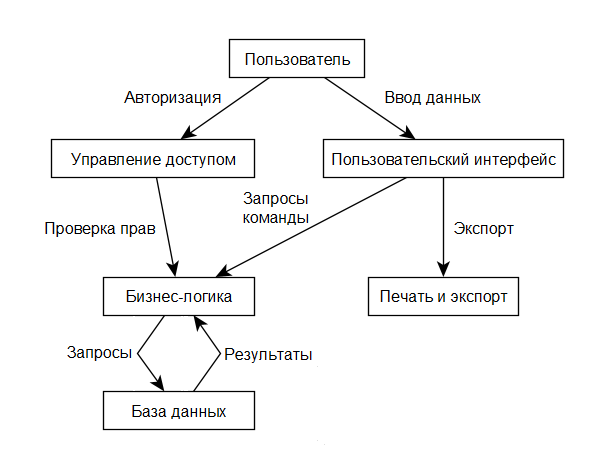 Пользователь
Авторизация
Ввод данных
Управление доступом
Пользовательский интерфейс
Запросы
команды
Проверка прав
Экспорт
Бизнес-логика
Печать и экспорт
Запросы
Результаты
База данных